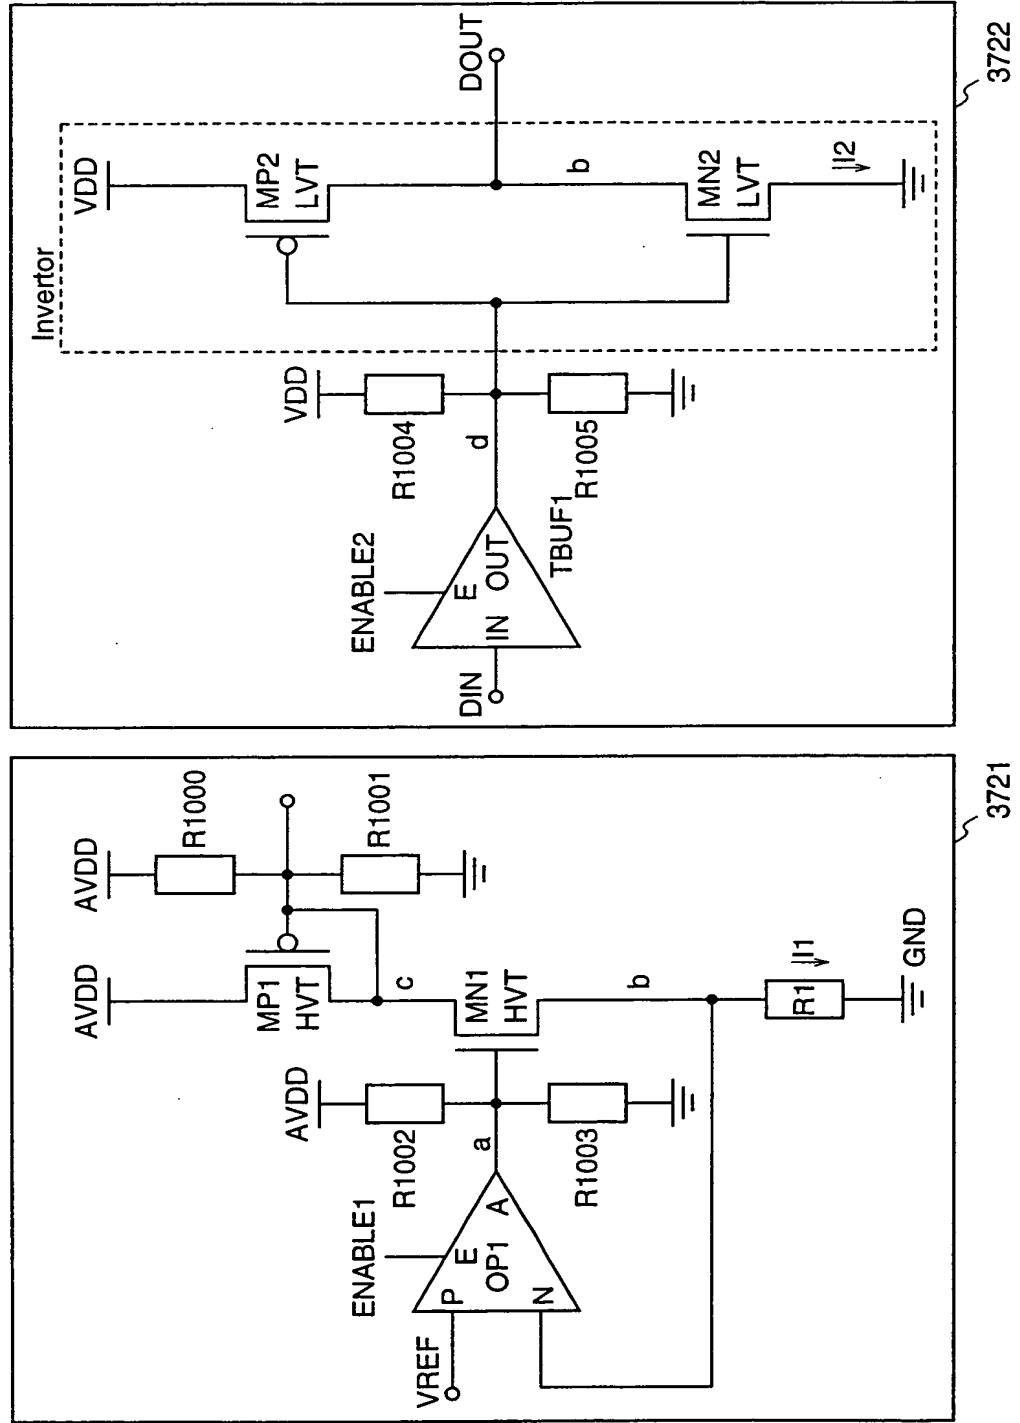 AVDD
AVDD
R1000
MP1
HVT
R1001
AVDD
c
R1002
ENABLE1
a
MN1
HVT
VREF
P
E
A
OP1
N
R1003
b
R1
I1
GND
3721
VDD
Invertor
MP2
LVT
VDD
DOUT
R1004
ENABLE2
d
b
DIN
IN
E
OUT
TBUF1
R1005
MN2
LVT
I2
3722